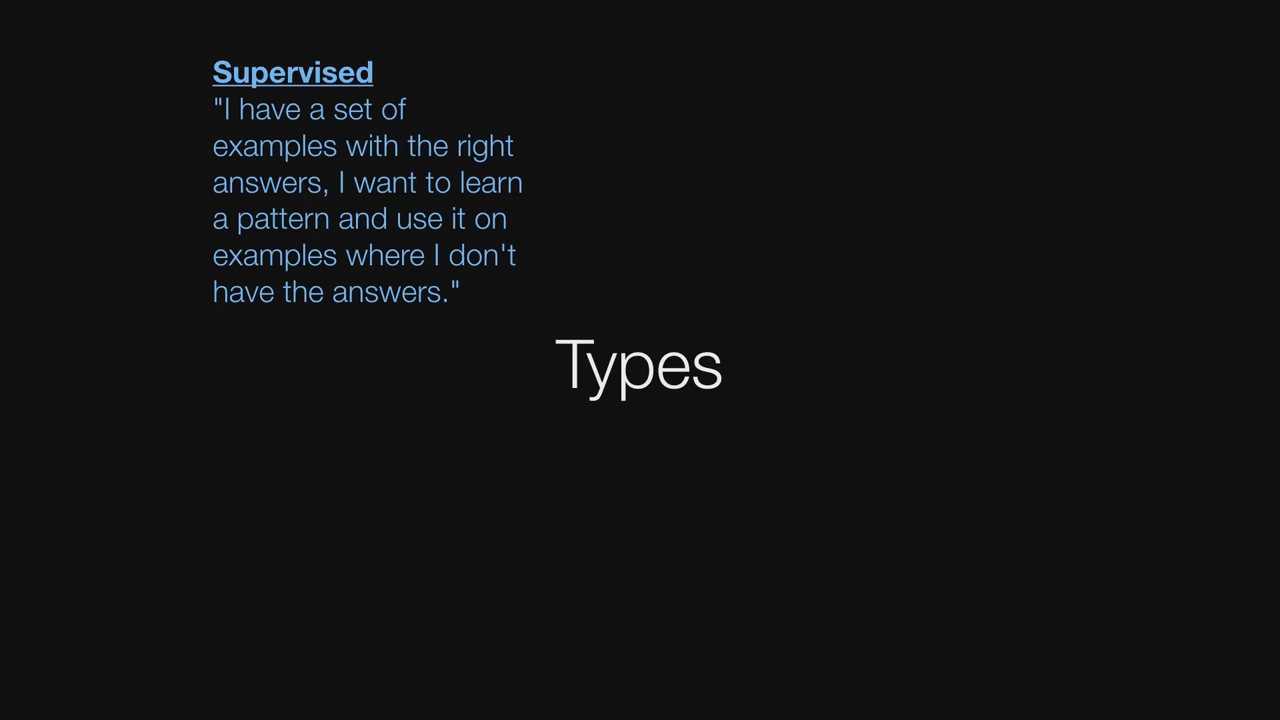 Supervised
"I have a set of
examples with the right
answers, I want to learn
a pattern and use it on
examples where I don't
have the answers."
Types